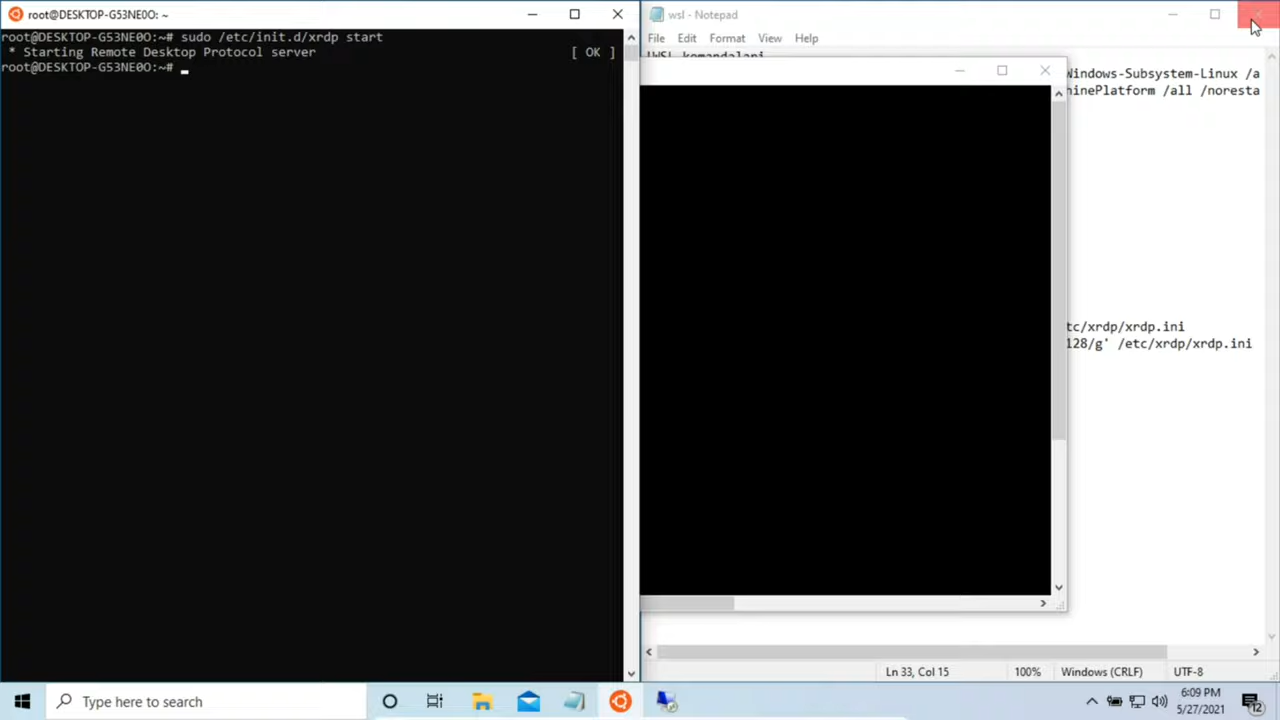 root@DESKTOP-G53NE0O: ~
root@DESKTOP-G53NE0O:~# sudo /etc/init.d/xrdp start
* Starting Remote Desktop Protocol server [ OK ]
root@DESKTOP-G53NE0O:~#
wsl - Notepad
File Edit Format View Help
Windows-Subsystem-Linux /a
hinePlatform /all /noresta
tc/xrdp/xrdp.ini
128/g' /etc/xrdp/xrdp.ini
Ln 33, Col 15 100% Windows (CRLF) UTF-8
Type here to search
6:09 PM
5/27/2021
12